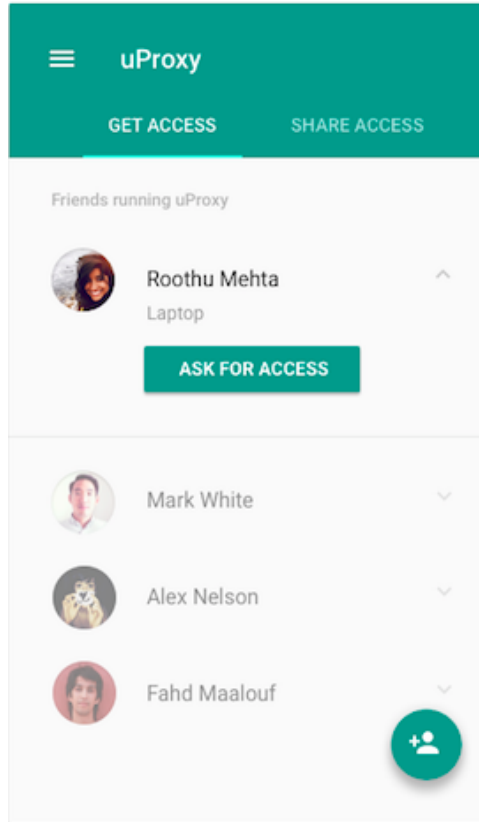 uProxy
GET ACCESS
SHARE ACCESS
Friends running uProxy
Roothu Mehta
Laptop
ASK FOR ACCESS
Mark White
Alex Nelson
Fahd Maalouf